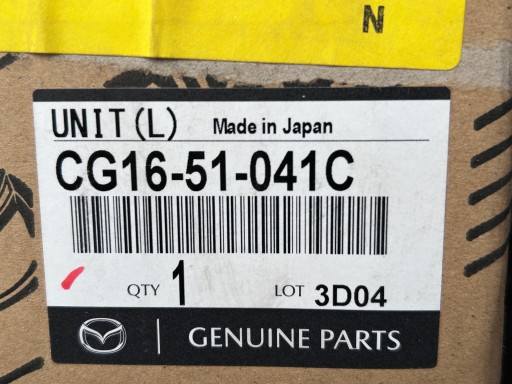 N
UNIT(L) Made in Japan
CG16-51-041C
QTY 1 LOT 3D04
GENUINE PARTS